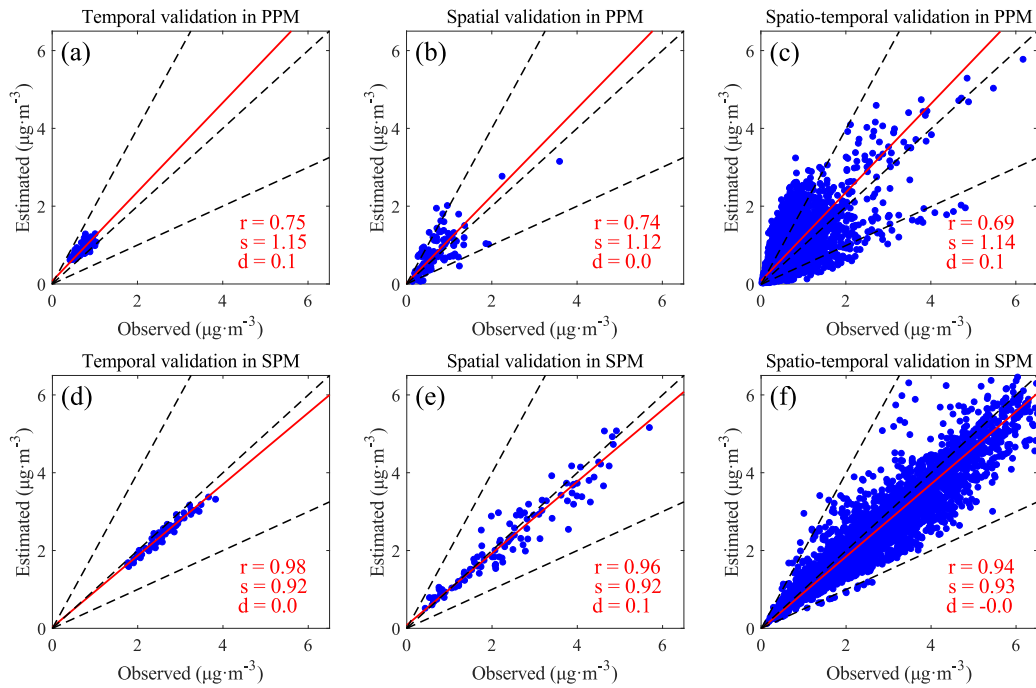 Temporal validation in PPM
(a)
6
4
2
0
0
2
4
6
Estimated (μg·m⁻³)
Observed (μg·m⁻³)
r = 0.75
s = 1.15
d = 0.1
Spatial validation in PPM
(b)
6
4
2
0
0
2
4
6
Estimated (μg·m⁻³)
Observed (μg·m⁻³)
r = 0.74
s = 1.12
d = 0.0
Spatio-temporal validation in PPM
(c)
6
4
2
0
0
2
4
6
Estimated (μg·m⁻³)
Observed (μg·m⁻³)
r = 0.69
s = 1.14
d = 0.1
Temporal validation in SPM
(d)
6
4
2
0
0
2
4
6
Estimated (μg·m⁻³)
Observed (μg·m⁻³)
r = 0.98
s = 0.92
d = 0.0
Spatial validation in SPM
(e)
6
4
2
0
0
2
4
6
Estimated (μg·m⁻³)
Observed (μg·m⁻³)
r = 0.96
s = 0.92
d = 0.1
Spatio-temporal validation in SPM
(f)
6
4
2
0
0
2
4
6
Estimated (μg·m⁻³)
Observed (μg·m⁻³)
r = 0.94
s = 0.93
d = -0.0